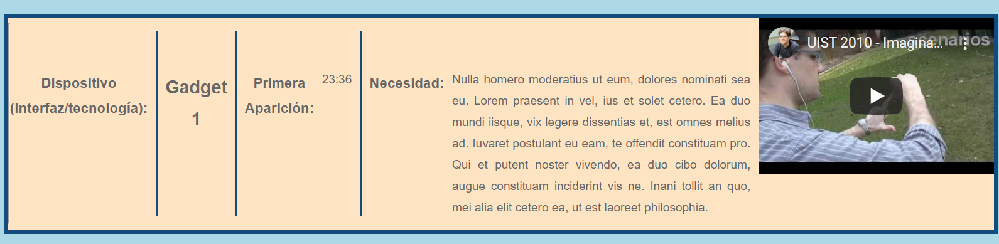 Dispositivo
(Interfaz/tecnología):
Gadget
1
Primera
Aparición:
23:36
Necesidad:
Nulla homero moderatius ut eum, dolores nominati sea
eu. Lorem praesent in vel, ius et solet cetero. Ea duo
mundi iisque, vix legere dissentias et, est omnes melius
ad. Iuvaret postulant eu eam, te offendit constituam pro.
Qui et putent noster vivendo, ea duo cibo dolorum,
augue constituam inciderint vis ne. Inani tollit an quo,
mei alia elit cetero ea, ut est laoreet philosophia.
UIST 2010 - Imagina...
scenarios